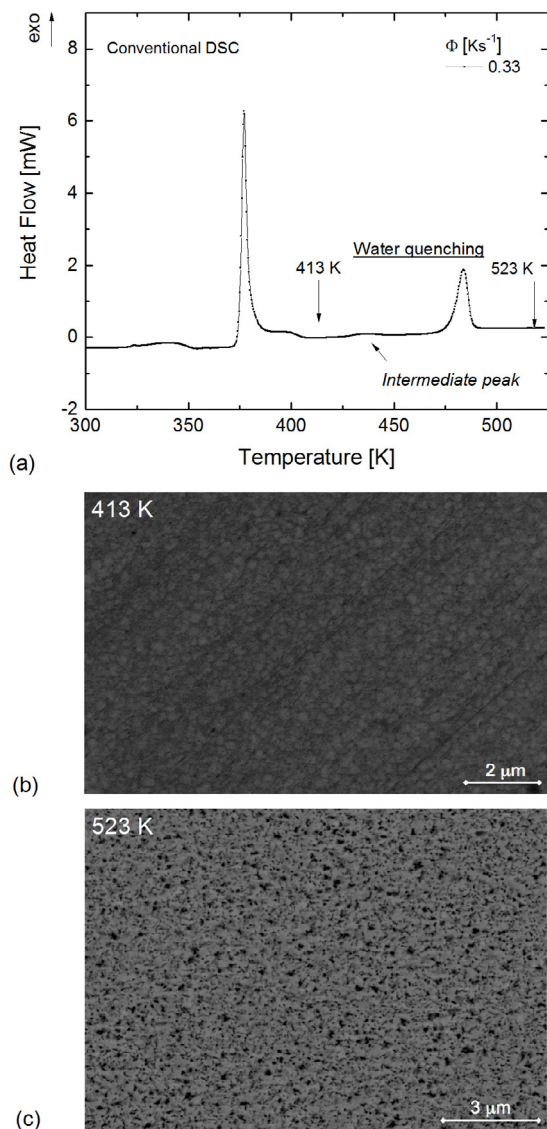 exo
Conventional DSC
Φ [Ks⁻¹]
0.33
8
6
4
2
0
-2
Heat Flow [mW]
Water quenching
413 K
523 K
Intermediate peak
300
350
400
450
500
Temperature [K]
(a)
413 K
2 μm
(b)
523 K
3 μm
(c)